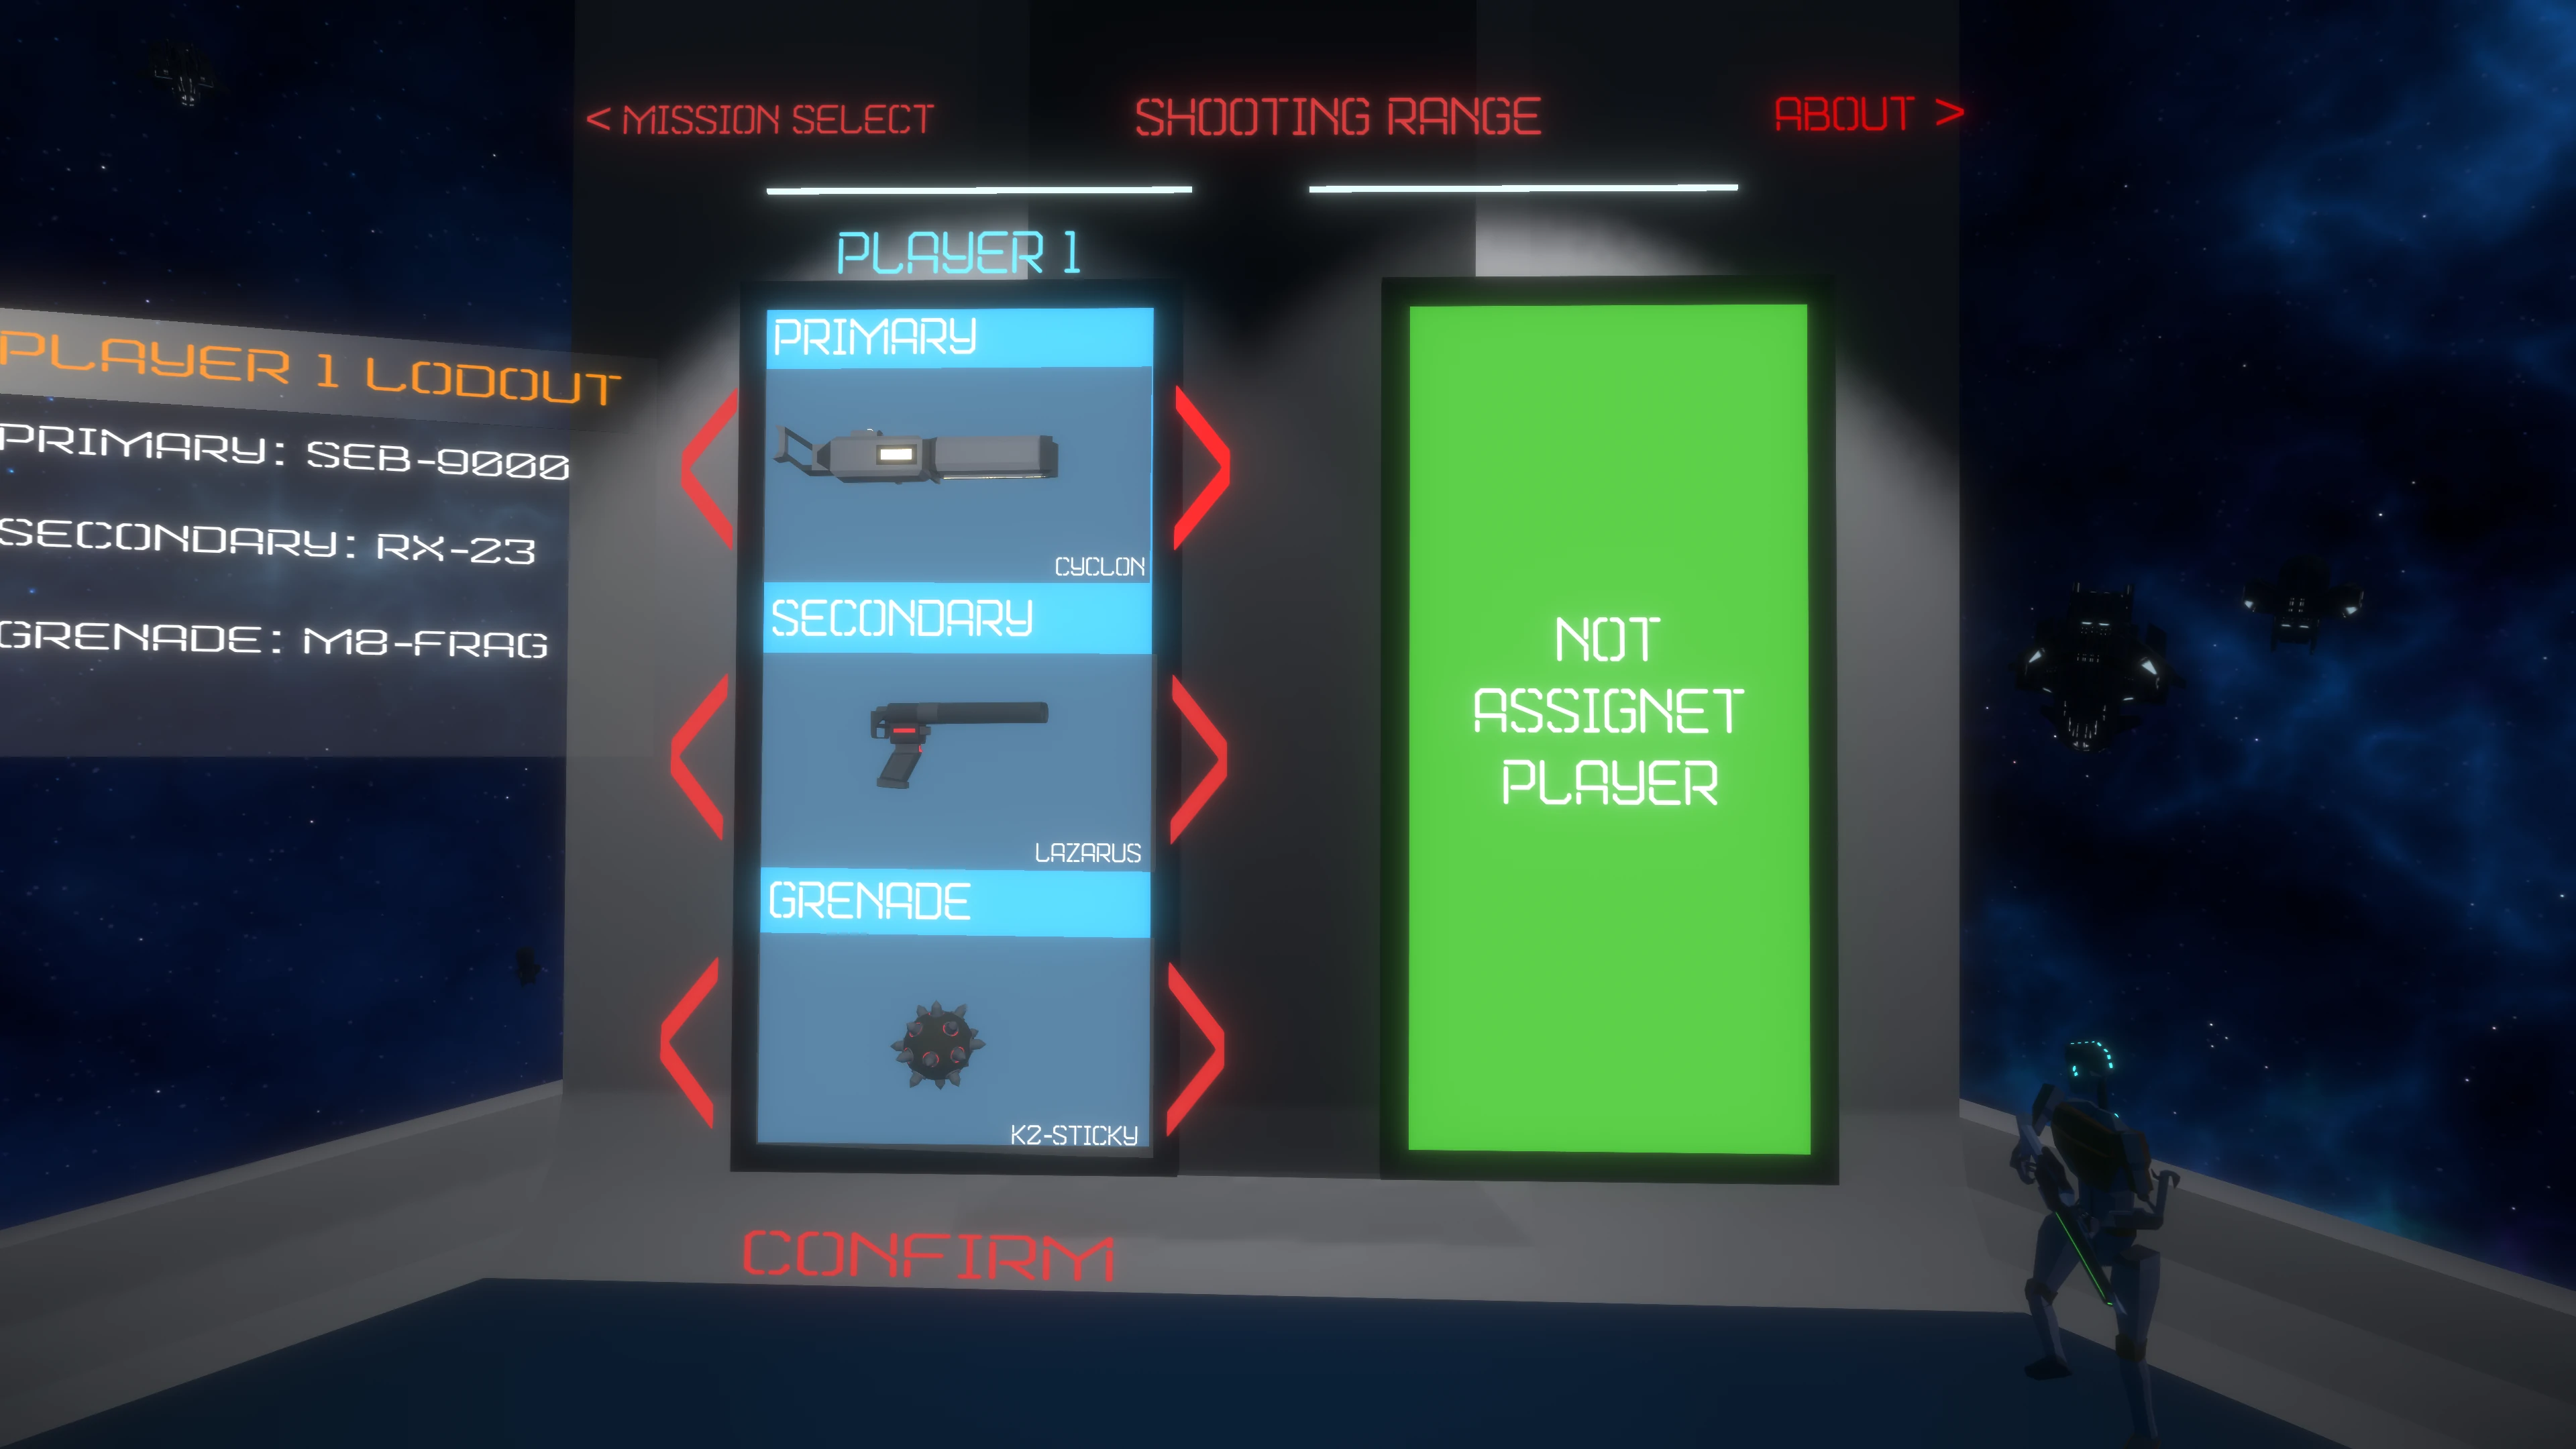 < MISSION SELECT
SHOOTING RANGE
ABOUT >
PLAYER 1 LODOUT
PRIMARY: SEB-9000
SECONDARY: RX-23
GRENADE: M8-FRAG
PLAYER 1
PRIMARY
CYCLON
SECONDARY
LAZARUS
GRENADE
K2-STICKY
CONFIRM
NOT
ASSIGNET
PLAYER